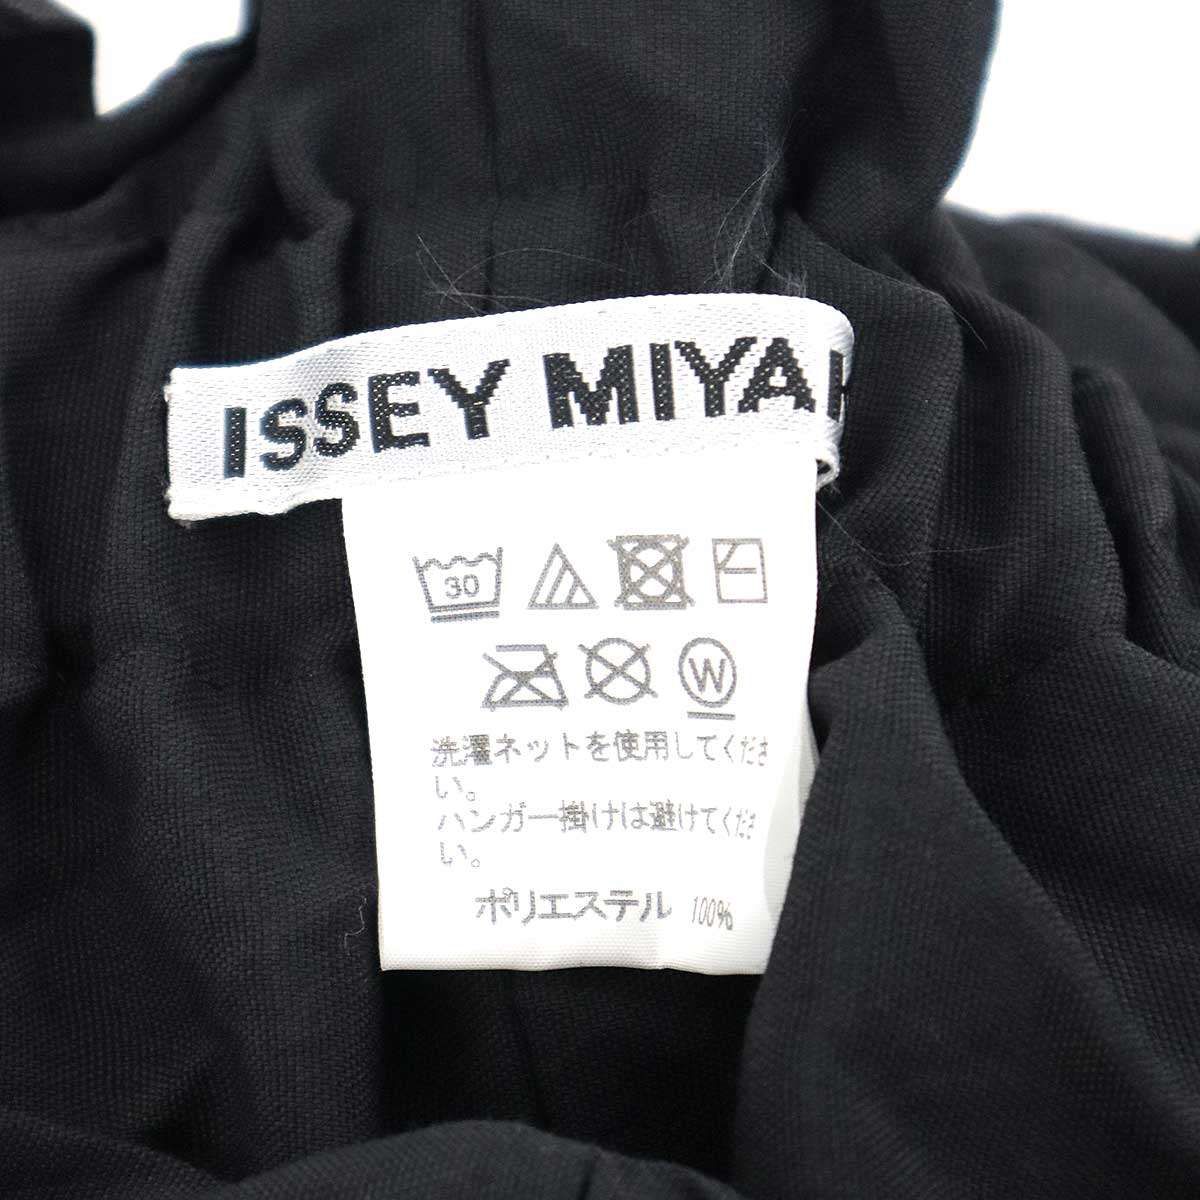 ISSEY MIYA
30
W
洗濯ネットを使用してくださ
い。
ハンガー掛けは避けてくださ
い。
ポリエステル 100%